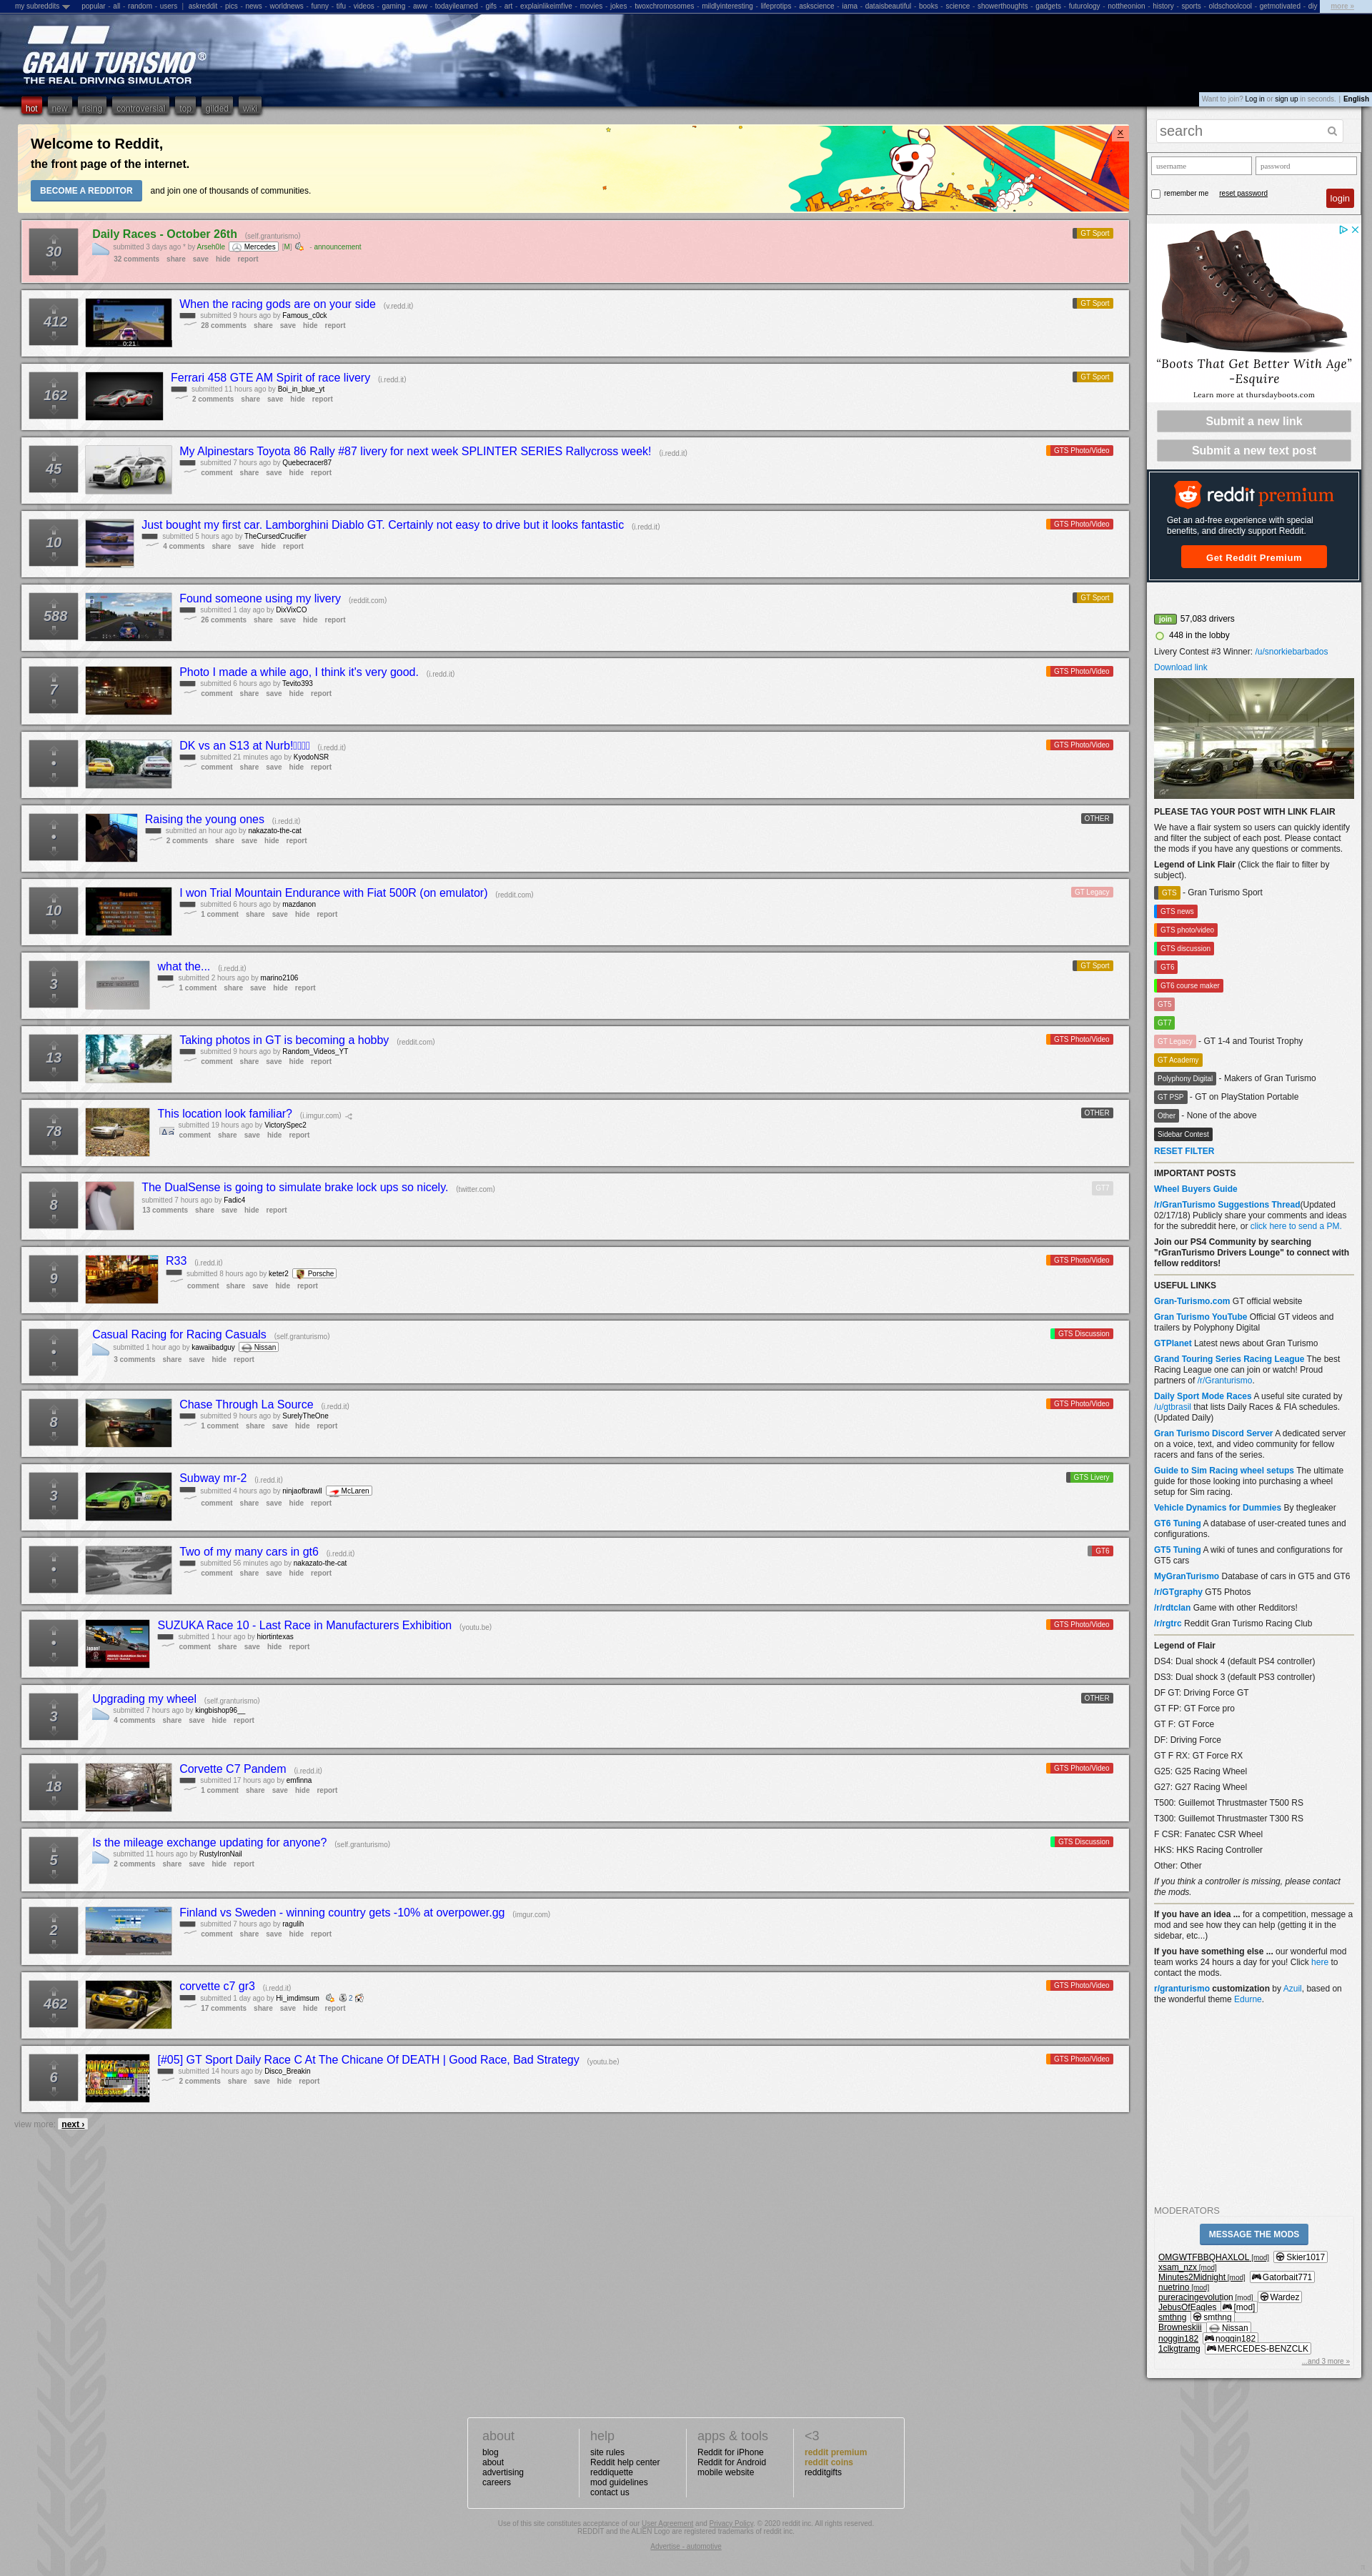 my subreddits popular - all - random - users | askreddit - pics - news - worldnews - funny - tifu - videos - gaming - aww - todayilearned - gifs - art - explainlikeimfive - movies - jokes - twoxchromosomes - mildlyinteresting - lifeprotips - askscience - iama - dataisbeautiful - books - science - showerthoughts - gadgets - futurology - nottheonion - history - sports - oldschoolcool - getmotivated - diy more »
GRAN TURISMO®
THE REAL DRIVING SIMULATOR
hot new rising controversial top gilded wiki
Want to join? Log in or sign up in seconds. | English
search
username password
remember me reset password login
Welcome to Reddit,
the front page of the internet.
BECOME A REDDITOR and join one of thousands of communities.
×
30
Daily Races - October 26th (self.granturismo)
GT Sport
submitted 3 days ago * by Arseh0le Mercedes [M] - announcement
32 comments share save hide report
412
0:21
When the racing gods are on your side (v.redd.it)
GT Sport
submitted 9 hours ago by Famous_c0ck
28 comments share save hide report
162
Ferrari 458 GTE AM Spirit of race livery (i.redd.it)
GT Sport
submitted 11 hours ago by Boi_in_blue_yt
2 comments share save hide report
45
My Alpinestars Toyota 86 Rally #87 livery for next week SPLINTER SERIES Rallycross week! (i.redd.it)
GTS Photo/Video
submitted 7 hours ago by Quebecracer87
comment share save hide report
10
Just bought my first car. Lamborghini Diablo GT. Certainly not easy to drive but it looks fantastic (i.redd.it)
GTS Photo/Video
submitted 5 hours ago by TheCursedCrucifier
4 comments share save hide report
588
Found someone using my livery (reddit.com)
GT Sport
submitted 1 day ago by DixVixCO
26 comments share save hide report
7
Photo I made a while ago, I think it's very good. (i.redd.it)
GTS Photo/Video
submitted 6 hours ago by Tevito393
comment share save hide report
•
DK vs an S13 at Nurb! (i.redd.it)
GTS Photo/Video
submitted 21 minutes ago by KyodoNSR
comment share save hide report
•
Raising the young ones (i.redd.it)
OTHER
submitted an hour ago by nakazato-the-cat
2 comments share save hide report
10
Results
I won Trial Mountain Endurance with Fiat 500R (on emulator) (reddit.com)
GT Legacy
submitted 6 hours ago by mazdanon
1 comment share save hide report
3
what the... (i.redd.it)
GT Sport
submitted 2 hours ago by marino2106
1 comment share save hide report
13
Taking photos in GT is becoming a hobby (reddit.com)
GTS Photo/Video
submitted 9 hours ago by Random_Videos_YT
comment share save hide report
78
This location look familiar? (i.imgur.com)
OTHER
submitted 19 hours ago by VictorySpec2
comment share save hide report
8
The DualSense is going to simulate brake lock ups so nicely. (twitter.com)
GT7
submitted 7 hours ago by Fadic4
13 comments share save hide report
9
R33 (i.redd.it)
GTS Photo/Video
submitted 8 hours ago by keter2 Porsche
comment share save hide report
•
Casual Racing for Racing Casuals (self.granturismo)
GTS Discussion
submitted 1 hour ago by kawaiibadguy Nissan
3 comments share save hide report
8
Chase Through La Source (i.redd.it)
GTS Photo/Video
submitted 9 hours ago by SurelyTheOne
1 comment share save hide report
3
Subway mr-2 (i.redd.it)
GTS Livery
submitted 4 hours ago by ninjaofbrawll McLaren
comment share save hide report
•
Two of my many cars in gt6 (i.redd.it)
GT6
submitted 56 minutes ago by nakazato-the-cat
comment share save hide report
•
SUZUKA Race 10 - Last Race in Manufacturers Exhibition (youtu.be)
GTS Photo/Video
submitted 1 hour ago by hiortintexas
comment share save hide report
3
Upgrading my wheel (self.granturismo)
OTHER
submitted 7 hours ago by kingbishop96__
4 comments share save hide report
18
Corvette C7 Pandem (i.redd.it)
GTS Photo/Video
submitted 17 hours ago by emfinna
1 comment share save hide report
5
Is the mileage exchange updating for anyone? (self.granturismo)
GTS Discussion
submitted 11 hours ago by RustyIronNail
2 comments share save hide report
2
Finland vs Sweden - winning country gets -10% at overpower.gg (imgur.com)
submitted 7 hours ago by ragulih
comment share save hide report
462
corvette c7 gr3 (i.redd.it)
GTS Photo/Video
submitted 1 day ago by Hi_imdimsum 2
17 comments share save hide report
6
[#05] GT Sport Daily Race C At The Chicane Of DEATH | Good Race, Bad Strategy (youtu.be)
GTS Photo/Video
submitted 14 hours ago by Disco_Breakin
2 comments share save hide report
view more: next ›
“Boots That Get Better With Age”
-Esquire
Learn more at thursdayboots.com
Submit a new link
Submit a new text post
reddit premium
Get an ad-free experience with special
benefits, and directly support Reddit.
Get Reddit Premium
join 57,083 drivers
448 in the lobby
Livery Contest #3 Winner: /u/snorkiebarbados
Download link
PLEASE TAG YOUR POST WITH LINK FLAIR
We have a flair system so users can quickly identify
and filter the subject of each post. Please contact
the mods if you have any questions or comments.
Legend of Link Flair (Click the flair to filter by
subject).
GTS - Gran Turismo Sport
GTS news
GTS photo/video
GTS discussion
GT6
GT6 course maker
GT5
GT7
GT Legacy - GT 1-4 and Tourist Trophy
GT Academy
Polyphony Digital - Makers of Gran Turismo
GT PSP - GT on PlayStation Portable
Other - None of the above
Sidebar Contest
RESET FILTER
IMPORTANT POSTS
Wheel Buyers Guide
/r/GranTurismo Suggestions Thread(Updated
02/17/18) Publicly share your comments and ideas
for the subreddit here, or click here to send a PM.
Join our PS4 Community by searching
"rGranTurismo Drivers Lounge" to connect with
fellow redditors!
USEFUL LINKS
Gran-Turismo.com GT official website
Gran Turismo YouTube Official GT videos and
trailers by Polyphony Digital
GTPlanet Latest news about Gran Turismo
Grand Touring Series Racing League The best
Racing League one can join or watch! Proud
partners of /r/Granturismo.
Daily Sport Mode Races A useful site curated by
/u/gtbrasil that lists Daily Races & FIA schedules.
(Updated Daily)
Gran Turismo Discord Server A dedicated server
on a voice, text, and video community for fellow
racers and fans of the series.
Guide to Sim Racing wheel setups The ultimate
guide for those looking into purchasing a wheel
setup for Sim racing.
Vehicle Dynamics for Dummies By thegleaker
GT6 Tuning A database of user-created tunes and
configurations.
GT5 Tuning A wiki of tunes and configurations for
GT5 cars
MyGranTurismo Database of cars in GT5 and GT6
/r/GTgraphy GT5 Photos
/r/rdtclan Game with other Redditors!
/r/rgtrc Reddit Gran Turismo Racing Club
Legend of Flair
DS4: Dual shock 4 (default PS4 controller)
DS3: Dual shock 3 (default PS3 controller)
DF GT: Driving Force GT
GT FP: GT Force pro
GT F: GT Force
DF: Driving Force
GT F RX: GT Force RX
G25: G25 Racing Wheel
G27: G27 Racing Wheel
T500: Guillemot Thrustmaster T500 RS
T300: Guillemot Thrustmaster T300 RS
F CSR: Fanatec CSR Wheel
HKS: HKS Racing Controller
Other: Other
If you think a controller is missing, please contact
the mods.
If you have an idea ... for a competition, message a
mod and see how they can help (getting it in the
sidebar, etc...)
If you have something else ... our wonderful mod
team works 24 hours a day for you! Click here to
contact the mods.
r/granturismo customization by Azuil, based on
the wonderful theme Edurne.
MODERATORS
MESSAGE THE MODS
OMGWTFBBQHAXLOL [mod] Skier1017
xsam_nzx [mod]
Minutes2Midnight [mod] Gatorbait771
nuetrino [mod]
pureracingevolution [mod] Wardez
JebusOfEagles [mod]
smthng smthng
Browneskiii Nissan
noggin182 noggin182
1clkgtramg MERCEDES-BENZCLK
...and 3 more »
about help apps & tools <3
blog site rules Reddit for iPhone reddit premium
about Reddit help center Reddit for Android reddit coins
advertising reddiquette mobile website redditgifts
careers mod guidelines
contact us
Use of this site constitutes acceptance of our User Agreement and Privacy Policy. © 2020 reddit inc. All rights reserved.
REDDIT and the ALIEN Logo are registered trademarks of reddit inc.
Advertise - automotive